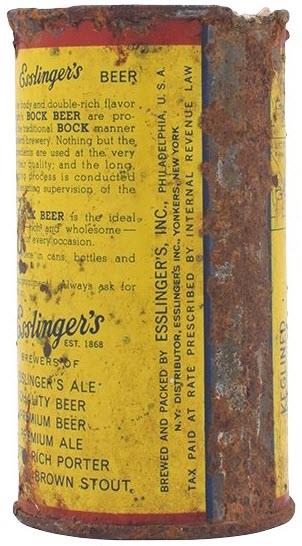 Esslinger's BEER
body and double-rich flavor
BOCK BEER are pro-
traditional BOCK manner
brewery. Nothing but the
are used at the very
quality; and the long,
process is conducted
supervision of the
BEER is the ideal
rich and wholesome—
for every occasion.
in cans, bottles and
Always ask for
Esslinger's
EST. 1868
BREWERS OF
ESSLINGER'S ALE
BEER
BEER
ALE
RICH PORTER
BROWN STOUT.
BREWED AND PACKED BY ESSLINGER'S, INC., PHILADELPHIA, U. S. A.
N.Y. DISTRIBUTOR, ESSLINGER'S INC., YONKERS, NEW YORK
TAX PAID AT RATE PRESCRIBED BY INTERNAL REVENUE LAW